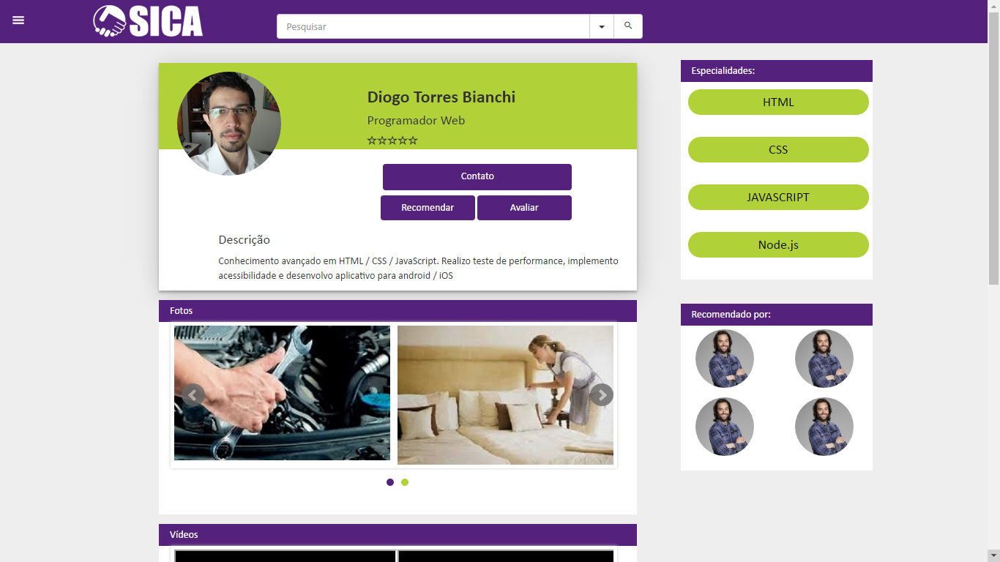 SICA
Pesquisar
Diogo Torres Bianchi
Programador Web
Contato
Recomendar Avaliar
Descrição
Conhecimento avançado em HTML / CSS / JavaScript. Realizo teste de performance, implemento
acessibilidade e desenvolvo aplicativo para android / iOS
Fotos
Vídeos
Especialidades:
HTML
CSS
JAVASCRIPT
Node.js
Recomendado por: